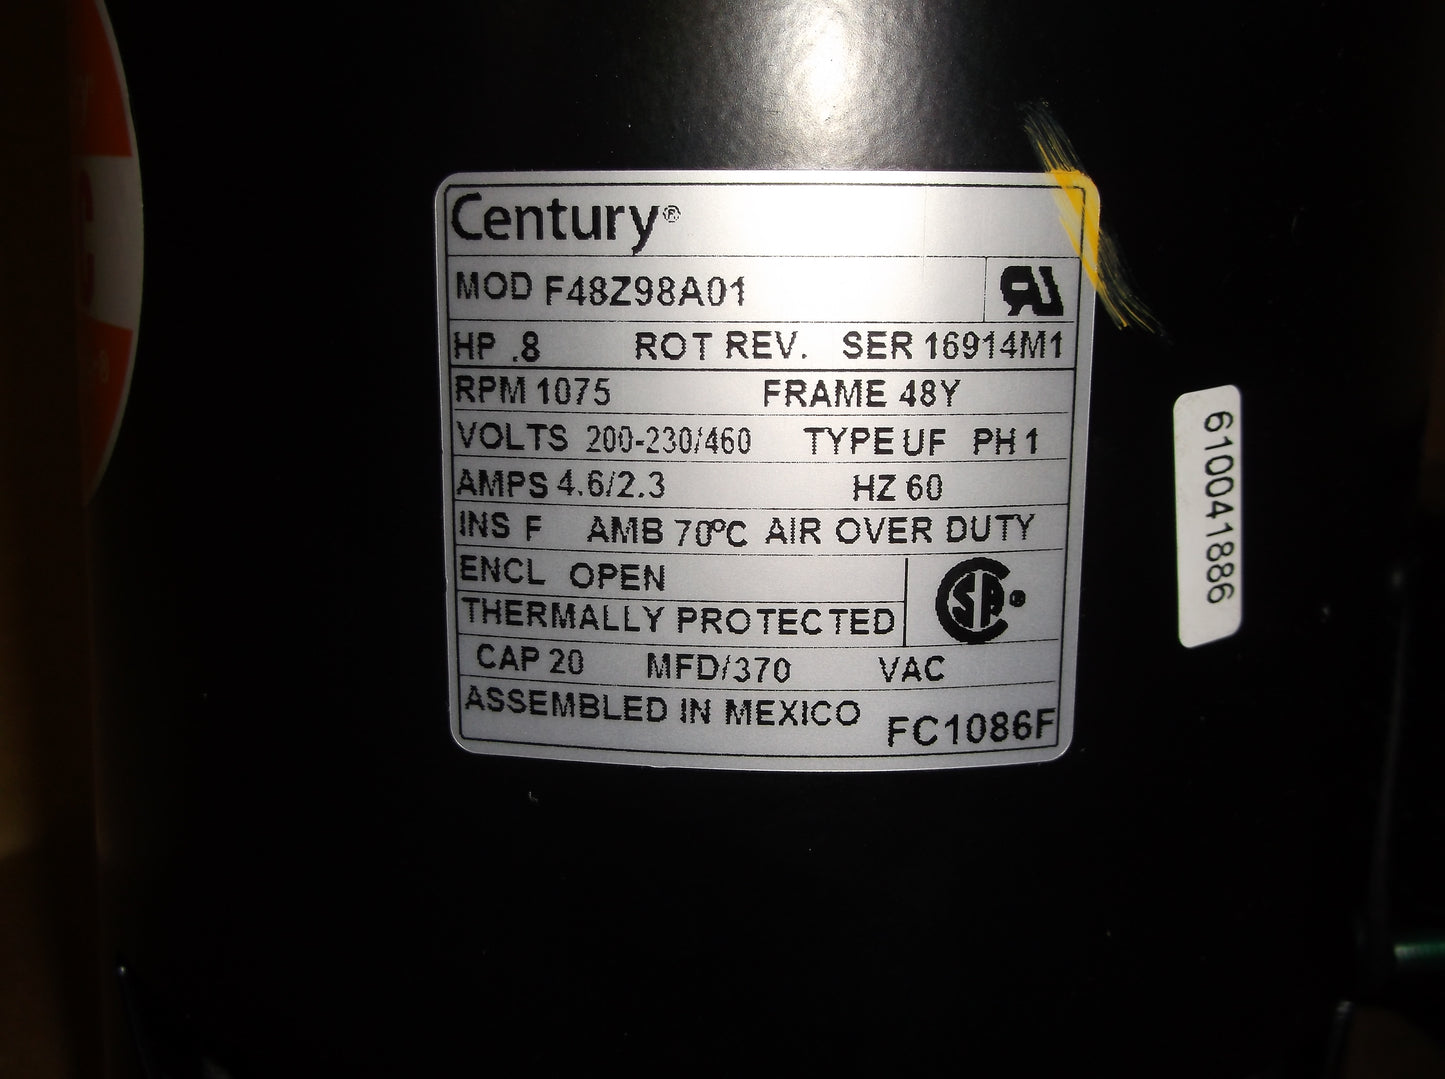 Century®
MOD F48Z98A01
HP .8 ROT REV. SER 16914M1
RPM 1075 FRAME 48Y
VOLTS 200-230/460 TYPE UF PH 1
AMPS 4.6/2.3 HZ 60
INS F AMB 70°C AIR OVER DUTY
ENCL OPEN
THERMALLY PROTECTED
CAP 20 MFD/370 VAC
ASSEMBLED IN MEXICO FC1086F
610041886